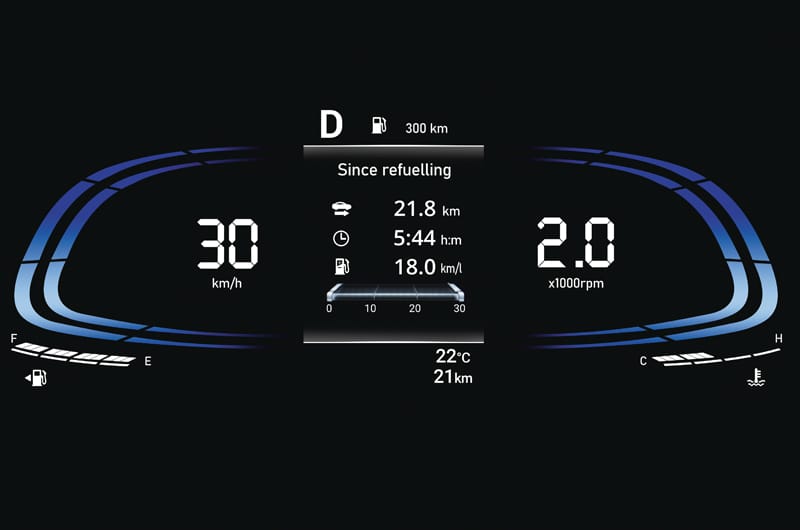 D 300 km
Since refuelling
21.8 km
5:44 h:m
18.0 km/l
0 10 20 30
30
km/h
2.0
x1000rpm
F
E
C
H
22°C
21km